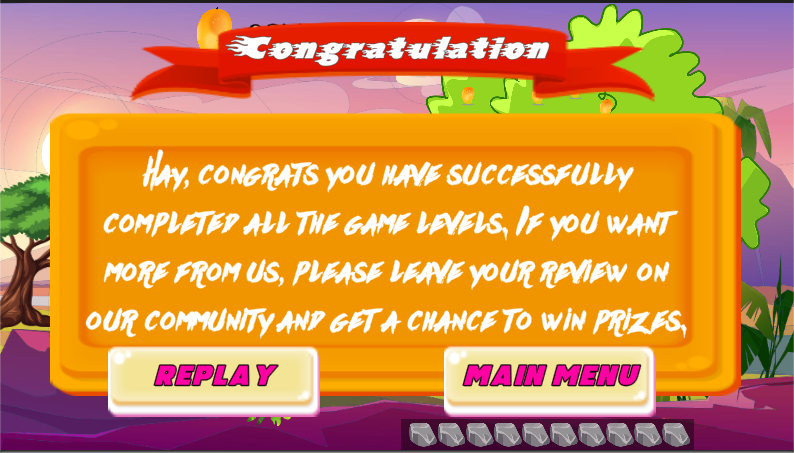 Congratulation
Hay, congrats you have successfully
completed all the game levels, If you want
more from us, please leave your review on
our community and get a chance to win prizes,
REPLAY
MAIN MENU